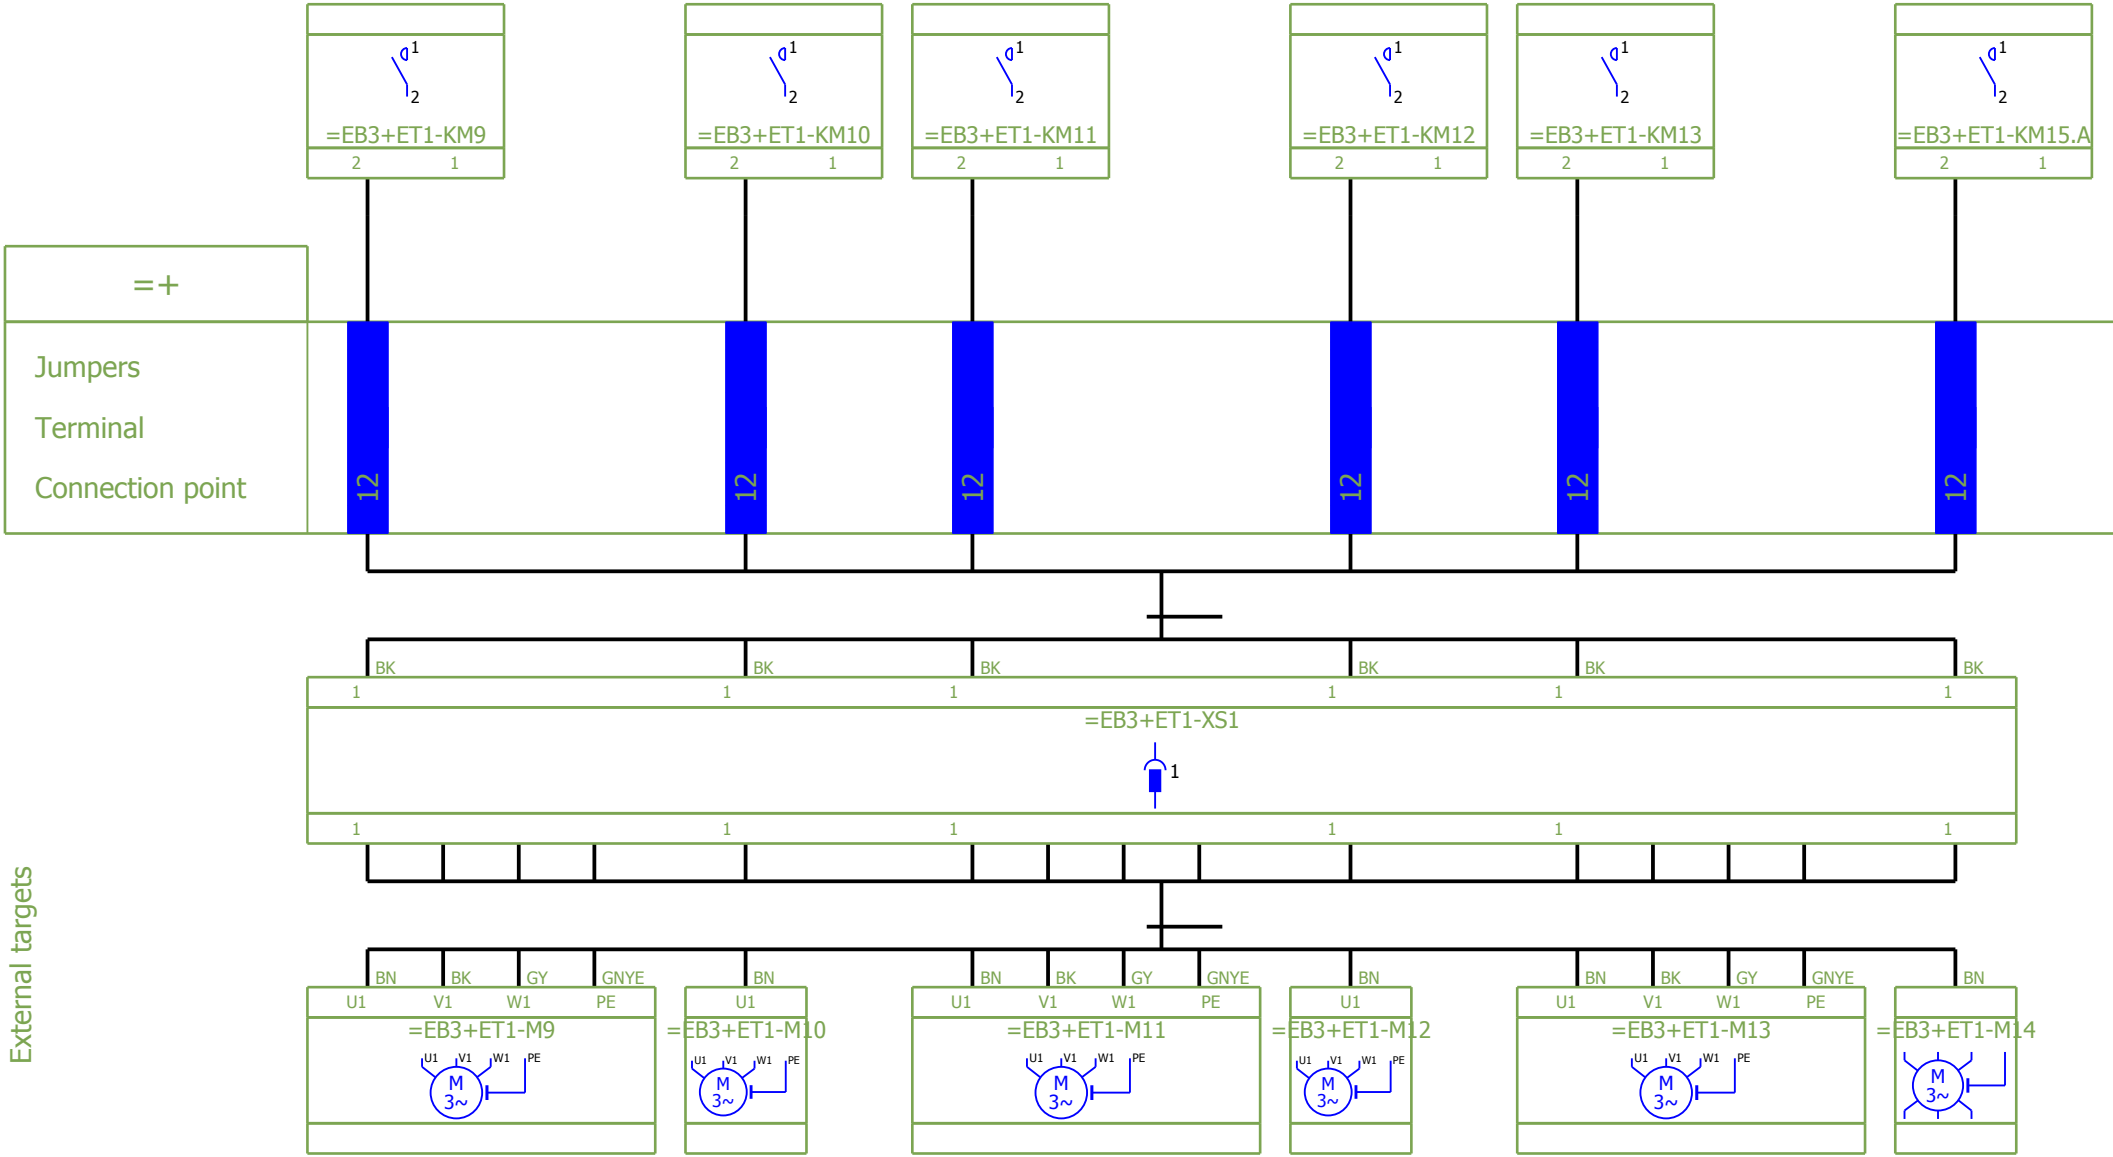 1 1 1 1 1 1
2 2 2 2 2 2
=EB3+ET1-KM9 =EB3+ET1-KM10 =EB3+ET1-KM11 =EB3+ET1-KM12 =EB3+ET1-KM13 =EB3+ET1-KM15.A
2 1 2 1 2 1 2 1 2 1 2 1
=+
Jumpers
Terminal
Connection point
12 12 12 12 12 12
BK BK BK BK BK BK
1 1 1 1 1 1
=EB3+ET1-XS1
1
1 1 1 1 1 1
External targets
BN BK GY GNYE BN BN BK GY GNYE BN BN BK GY GNYE BN
U1 V1 W1 PE U1 U1 V1 W1 PE U1 U1 V1 W1 PE
=EB3+ET1-M9 =EB3+ET1-M10 =EB3+ET1-M11 =EB3+ET1-M12 =EB3+ET1-M13 =EB3+ET1-M14
U1 V1 W1 PE U1 V1 W1 PE U1 V1 W1 PE U1 V1 W1 PE U1 V1 W1 PE
M M M M M M
3~ 3~ 3~ 3~ 3~ 3~